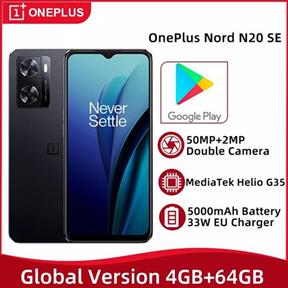 1+ ONEPLUS
OnePlus Nord N20 SE
Never
Settle
Google Play
50MP+2MP
Double Camera
MediaTek Helio G35
5000mAh Battery
33W EU Charger
Global Version 4GB+64GB